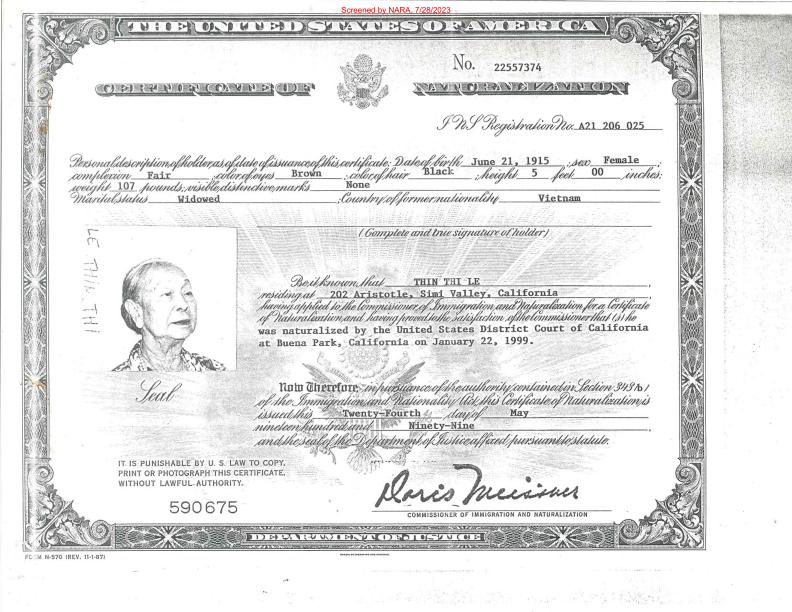 Screened by NARA, 7/28/2023
THE UNITED STATES OF AMERICA
No. 22557374
CERTIFICATE OF NATURALIZATION
I N S Registration No. A21 206 025
Personal description of holder as of date of issuance of this certificate: Date of birth June 21, 1915 ; sex Female ;
complexion Fair ; color of eyes Brown ; color of hair Black ; height 5 feet 00 inches;
weight 107 pounds; visible distinctive marks None
Marital status Widowed ; Country of former nationality Vietnam
(Complete and true signature of holder)
LE THIN THI
Be it known, that THIN THI LE ,
residing at 202 Aristotle, Simi Valley, California ,
having applied to the Commissioner of Immigration and Naturalization for a Certificate
of Naturalization, and having proved to the satisfaction of the Commissioner that (s)he
was naturalized by the United States District Court of California
at Buena Park, California on January 22, 1999.
Seal
Now Therefore, in pursuance of the authority contained in Section 343(b)
of the Immigration and Nationality Act, this Certificate of Naturalization is
issued this Twenty-Fourth day of May
nineteen hundred and Ninety-Nine ,
and the seal of the Department of Justice affixed pursuant to statute.
IT IS PUNISHABLE BY U. S. LAW TO COPY,
PRINT OR PHOTOGRAPH THIS CERTIFICATE,
WITHOUT LAWFUL AUTHORITY.
590675
Doris Meissner
COMMISSIONER OF IMMIGRATION AND NATURALIZATION
DEPARTMENT OF JUSTICE
FORM N-570 (REV. 11-1-87)